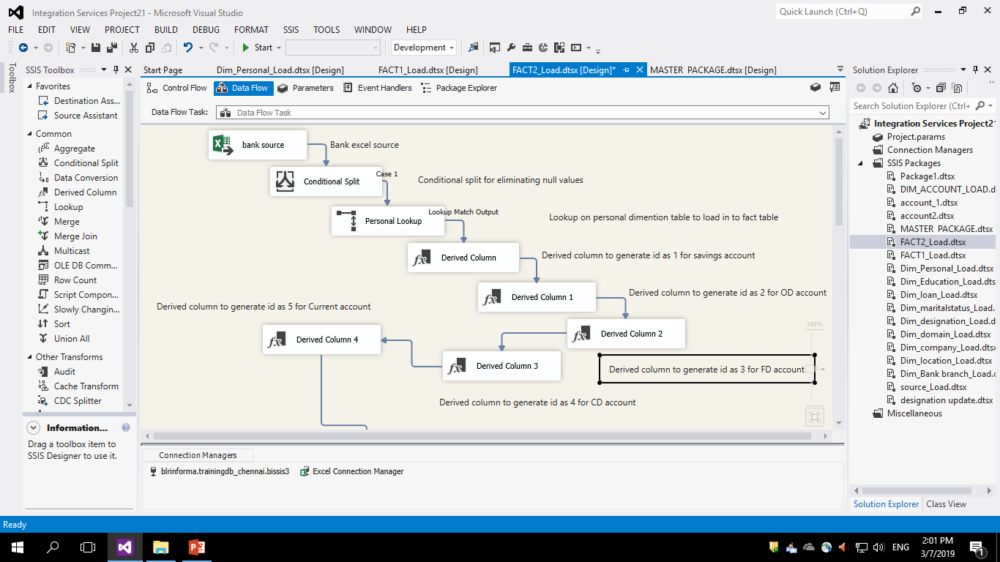 Integration Services Project21 - Microsoft Visual Studio
Quick Launch (Ctrl+Q)
FILE EDIT VIEW PROJECT BUILD DEBUG FORMAT SSIS TOOLS WINDOW HELP
Start Development
Toolbox
SSIS Toolbox
Favorites
Destination Ass...
Source Assistant
Common
Aggregate
Conditional Split
Data Conversion
Derived Column
Lookup
Merge
Merge Join
Multicast
OLE DB Comm...
Row Count
Script Compon...
Slowly Changin...
Sort
Union All
Other Transforms
Audit
Cache Transform
CDC Splitter
Information...
Drag a toolbox item to
SSIS Designer to use it.
Start Page Dim_Personal_Load.dtsx [Design] FACT1_Load.dtsx [Design] FACT2_Load.dtsx [Design]* MASTER PACKAGE.dtsx [Design]
Control Flow Data Flow Parameters Event Handlers Package Explorer
Data Flow Task: Data Flow Task
bank source
Bank excel source
Conditional Split
Case 1
Conditional split for eliminating null values
Personal Lookup
Lookup Match Output
Lookup on personal dimention table to load in to fact table
Derived Column
Derived column to generate id as 1 for savings account
Derived Column 1
Derived column to generate id as 2 for OD account
Derived column to generate id as 5 for Current account
Derived Column 2
100%
Derived Column 4
Derived Column 3
Derived column to generate id as 3 for FD account
Derived column to generate id as 4 for CD account
Connection Managers
blrinforma.trainingdb_chennai.bissis3 Excel Connection Manager
Solution Explorer
Search Solution Explorer (Ctrl+
Integration Services Project21
Project.params
Connection Managers
SSIS Packages
Package1.dtsx
DIM_ACCOUNT_LOAD.d
account_1.dtsx
account2.dtsx
MASTER PACKAGE.dtsx
FACT2_Load.dtsx
FACT1_Load.dtsx
Dim_Personal_Load.dtsx
Dim_Education_Load.dts
Dim_loan_Load.dtsx
Dim_maritalstatus_Load.
Dim_designation_Load.d
Dim_domain_Load.dtsx
Dim_company_Load.dtsx
Dim_location_Load.dtsx
Dim_Bank branch_Load.d
source_Load.dtsx
designation update.dtsx
Miscellaneous
Solution Explorer Class View
Ready
ENG
2:01 PM
3/7/2019
1